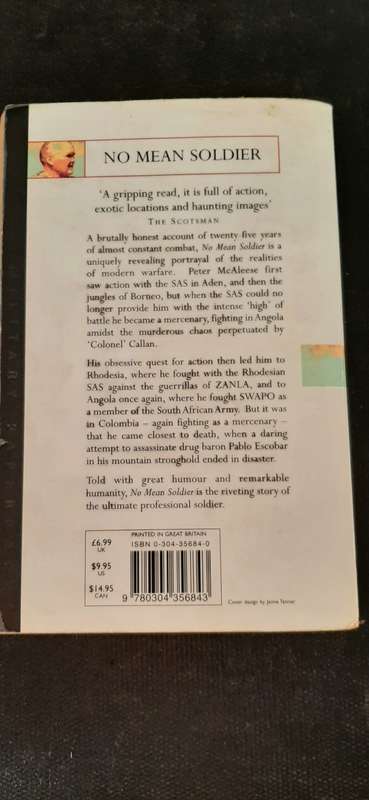 NO MEAN SOLDIER
'A gripping read, it is full of action,
exotic locations and haunting images'
THE SCOTSMAN
A brutally honest account of twenty-five years
of almost constant combat, No Mean Soldier is a
uniquely revealing portrayal of the realities
of modern warfare. Peter McAleese first
saw action with the SAS in Aden, and then the
jungles of Borneo, but when the SAS could no
longer provide him with the intense 'high' of
battle he became a mercenary, fighting in Angola
amidst the murderous chaos perpetuated by
'Colonel' Callan.
His obsessive quest for action then led him to
Rhodesia, where he fought with the Rhodesian
SAS against the guerrillas of ZANLA, and to
Angola once again, where he fought SWAPO as
a member of the South African Army. But it was
in Colombia – again fighting as a mercenary –
that he came closest to death, when a daring
attempt to assassinate drug baron Pablo Escobar
in his mountain stronghold ended in disaster.
Told with great humour and remarkable
humanity, No Mean Soldier is the riveting story of
the ultimate professional soldier.
£6.99
UK
$9.95
US
$14.95
CAN
PRINTED IN GREAT BRITAIN
ISBN 0-304-35684-0
9 780304 356843
Cover design by Jamie Tanner